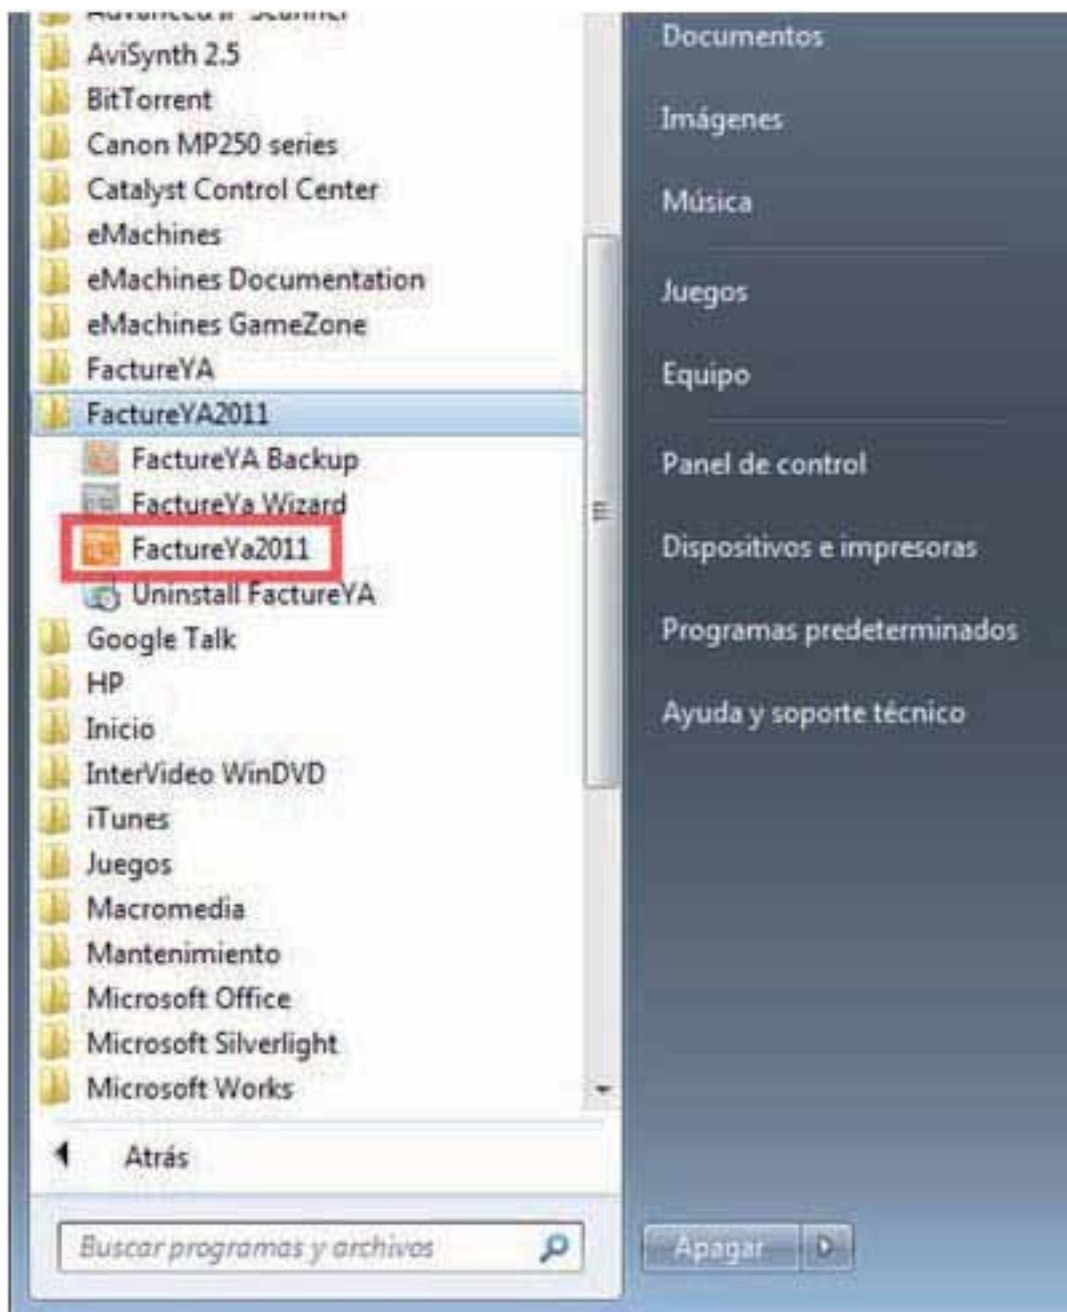 Advanced IP Scanner
AviSynth 2.5
BitTorrent
Canon MP250 series
Catalyst Control Center
eMachines
eMachines Documentation
eMachines GameZone
FactureYA
FactureYA2011
FactureYA Backup
FactureYa Wizard
FactureYa2011
Uninstall FactureYA
Google Talk
HP
Inicio
InterVideo WinDVD
iTunes
Juegos
Macromedia
Mantenimiento
Microsoft Office
Microsoft Silverlight
Microsoft Works
Atrás
Buscar programas y archivos
Documentos
Imágenes
Música
Juegos
Equipo
Panel de control
Dispositivos e impresoras
Programas predeterminados
Ayuda y soporte técnico
Apagar